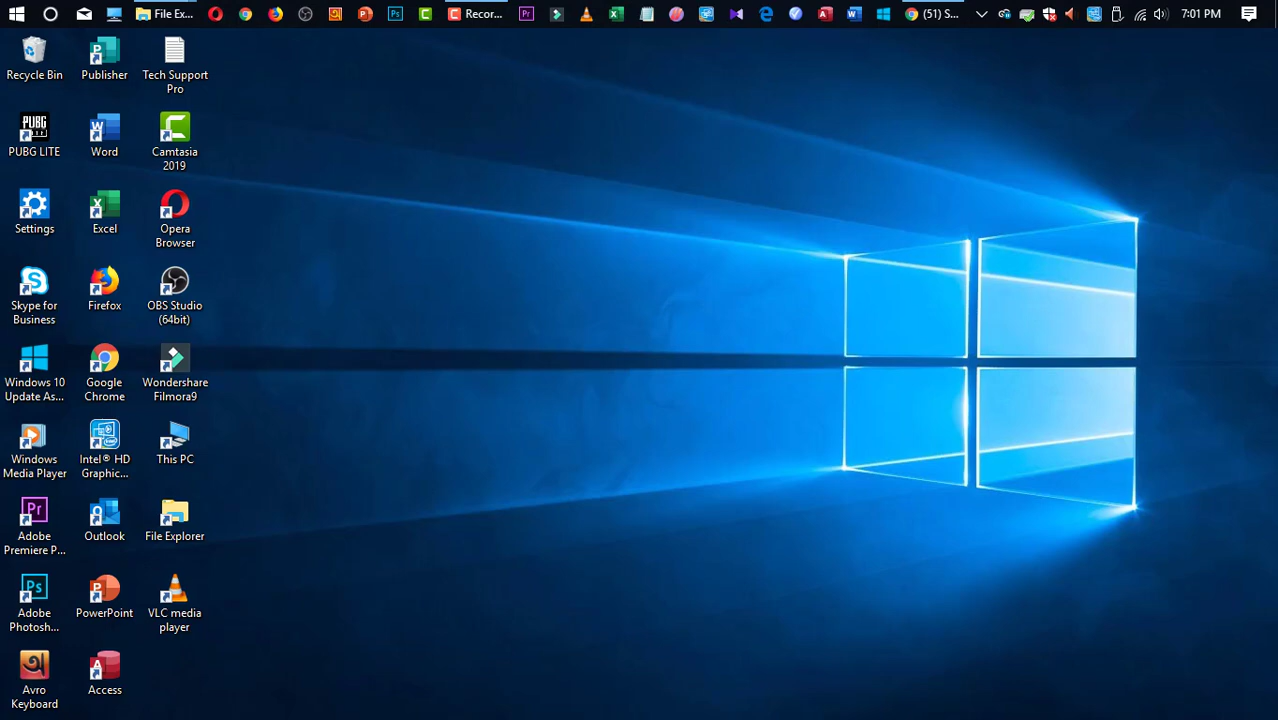 File Ex...
Recor...
(51) S...
7:01 PM
Recycle Bin
Publisher
Tech Support
Pro
PUBG LITE
Word
Camtasia
2019
Settings
Excel
Opera
Browser
Skype for
Business
Firefox
OBS Studio
(64bit)
Windows 10
Update As...
Google
Chrome
Wondershare
Filmora9
Windows
Media Player
Intel® HD
Graphic...
This PC
Adobe
Premiere P...
Outlook
File Explorer
Adobe
Photosh...
PowerPoint
VLC media
player
Avro
Keyboard
Access